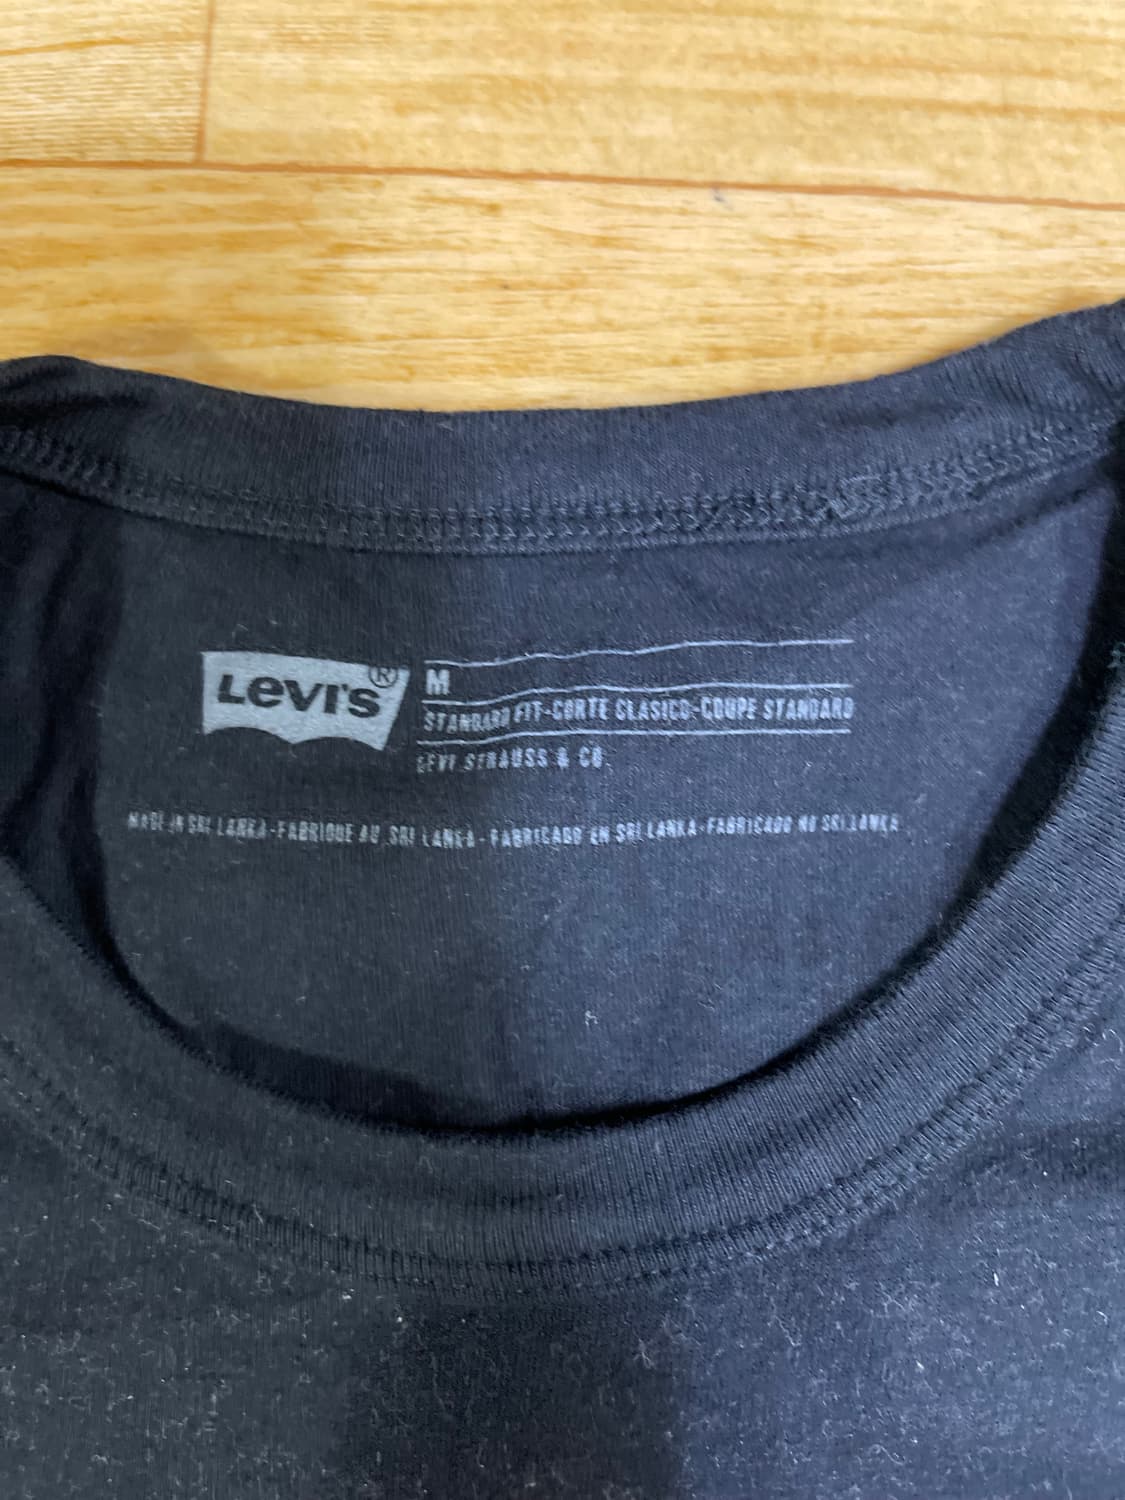 LEVI'S®
M
STANDARD FIT-CORTE CLASICO-COUPE STANDARD
LEVI STRAUSS & CO.
MADE IN SRI LANKA-FABRIQUE AU SRI LANKA - FABRICADO EN SRI LANKA-FABRICADO NO SRI LANKA